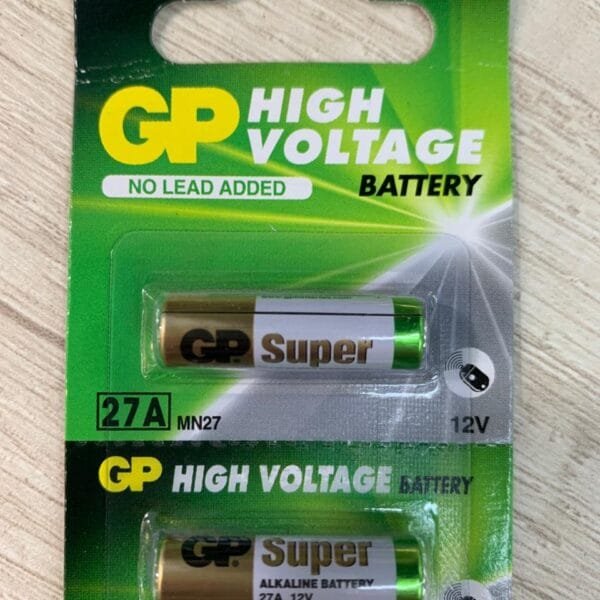 GP HIGH
VOLTAGE
BATTERY
NO LEAD ADDED
GP Super
27A MN27
12V
GP HIGH VOLTAGE BATTERY
GP Super
ALKALINE BATTERY
27A 12V